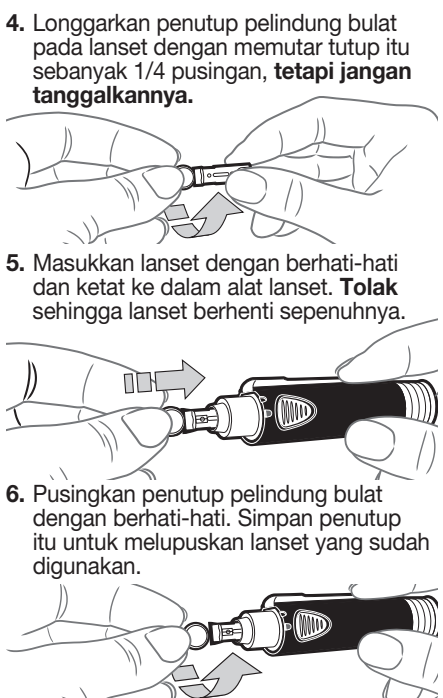 4. Longgarkan penutup pelindung bulat
pada lanset dengan memutar tutup itu
sebanyak 1/4 pusingan, tetapi jangan
tanggalkannya.
5. Masukkan lanset dengan berhati-hati
dan ketat ke dalam alat lanset. Tolak
sehingga lanset berhenti sepenuhnya.
6. Pusingkan penutup pelindung bulat
dengan berhati-hati. Simpan penutup
itu untuk melupuskan lanset yang sudah
digunakan.